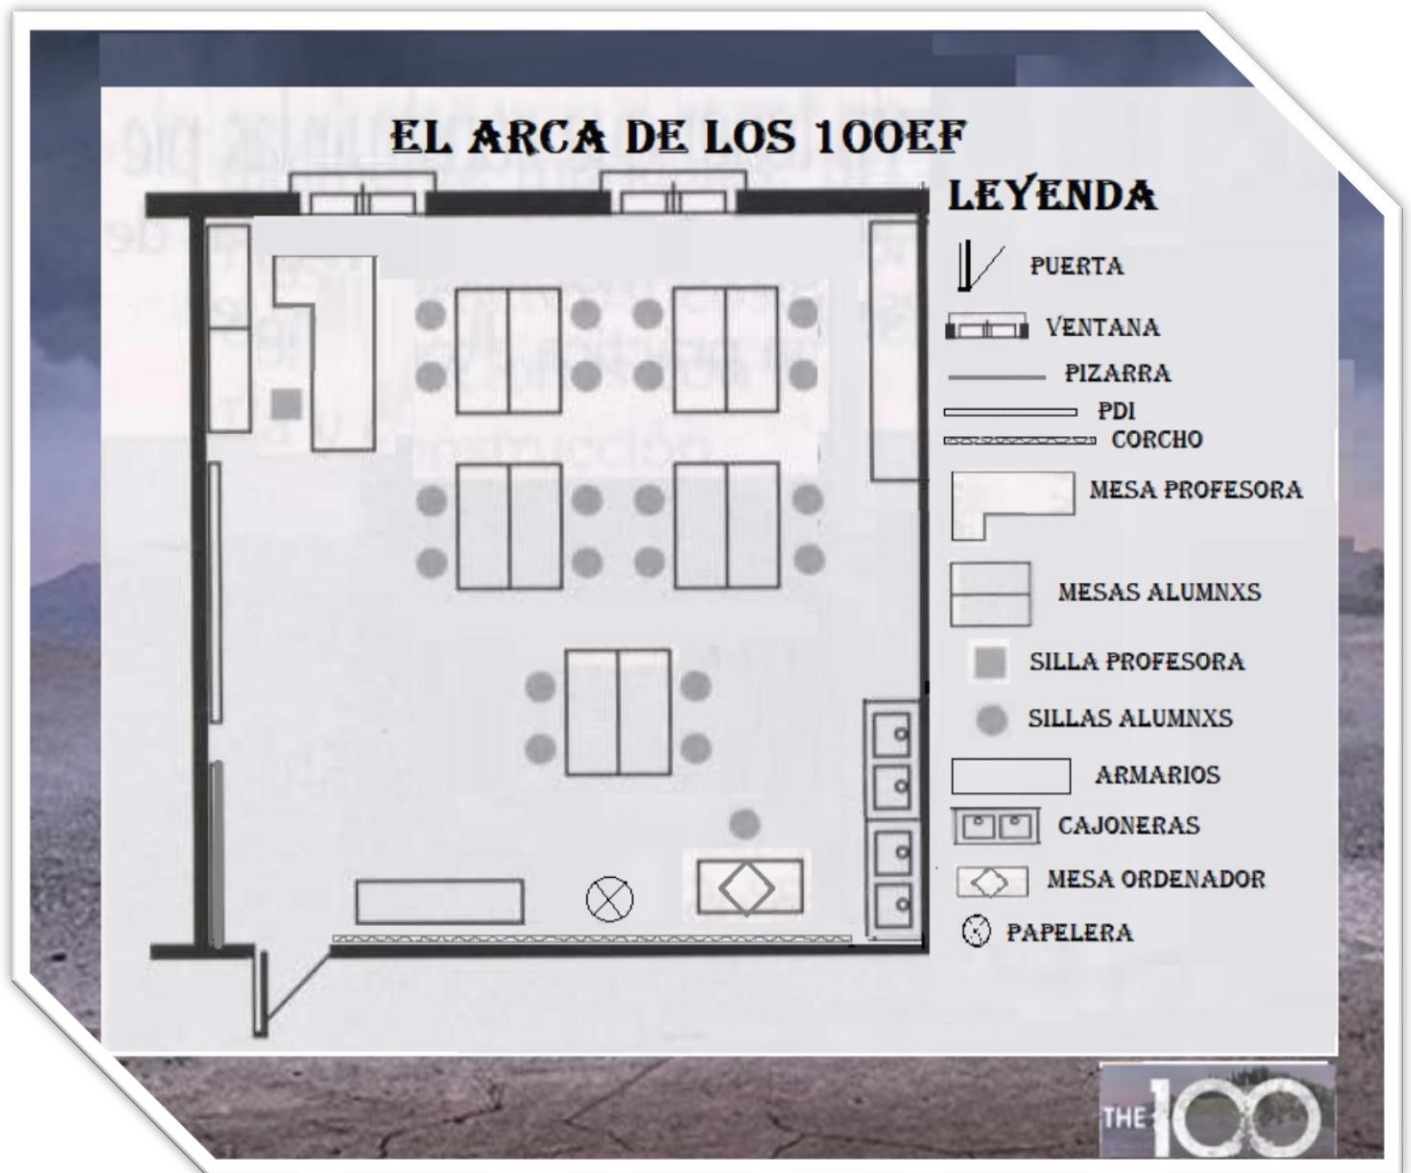 EL ARCA DE LOS 100EF
LEYENDA
PUERTA
VENTANA
PIZARRA
PDI
CORCHO
MESA PROFESORA
MESAS ALUMNXS
SILLA PROFESORA
SILLAS ALUMNXS
ARMARIOS
CAJONERAS
MESA ORDENADOR
PAPELERA
THE 100